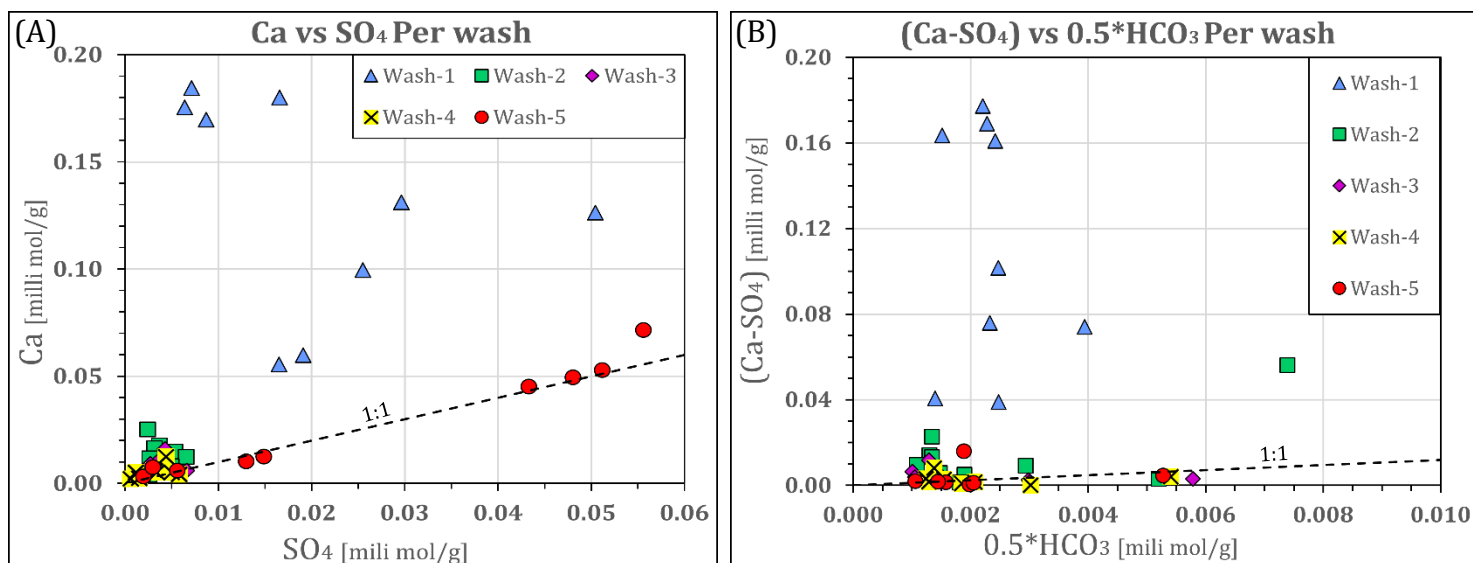 (A)
Ca vs SO₄ Per wash
0.20
0.15
0.10
0.05
0.00
Ca [milli mol/g]
Wash-1 Wash-2 Wash-3
Wash-4 Wash-5
1:1
0.00 0.01 0.02 0.03 0.04 0.05 0.06
SO₄ [mili mol/g]
(B)
(Ca-SO₄) vs 0.5*HCO₃ Per wash
0.20
0.16
0.12
0.08
0.04
0.00
(Ca-SO₄) [milli mol/g]
Wash-1
Wash-2
Wash-3
Wash-4
Wash-5
1:1
0.000 0.002 0.004 0.006 0.008 0.010
0.5*HCO₃ [mili mol/g]